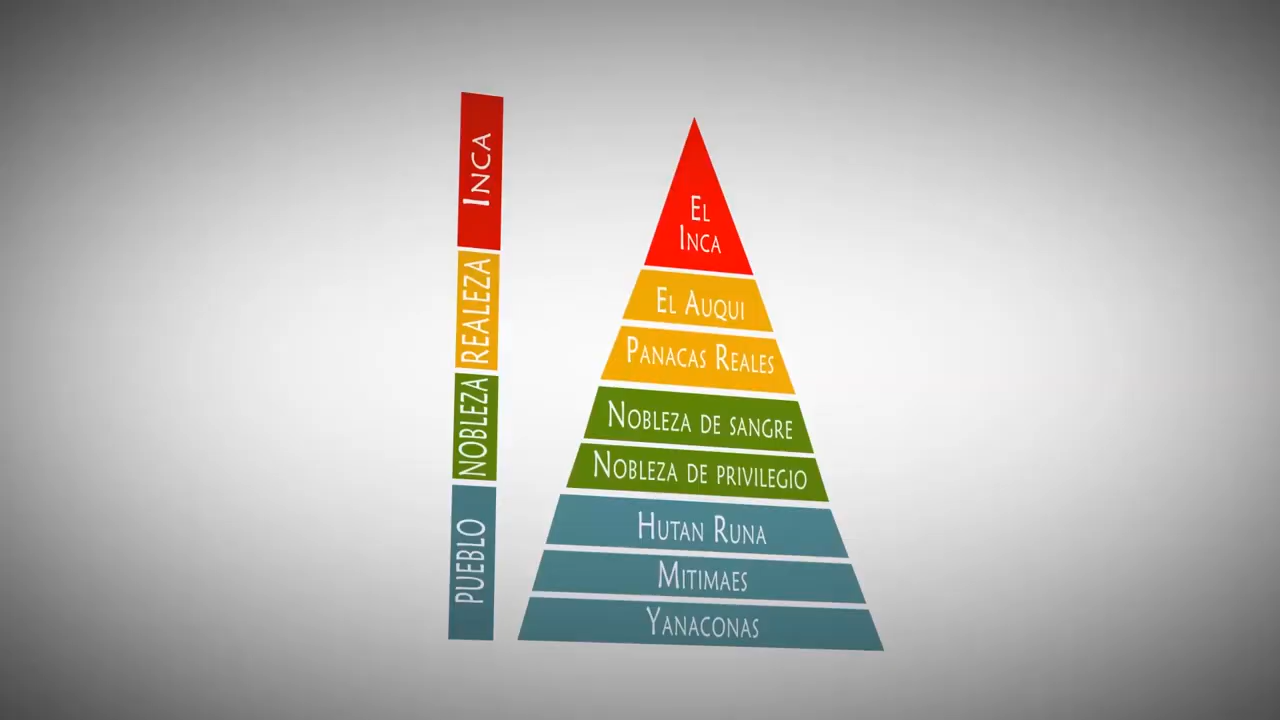 INCA
REALEZA
NOBLEZA
PUEBLO
EL
INCA
EL AUQUI
PANACAS REALES
NOBLEZA DE SANGRE
NOBLEZA DE PRIVILEGIO
HUTAN RUNA
MITIMAES
YANACONAS